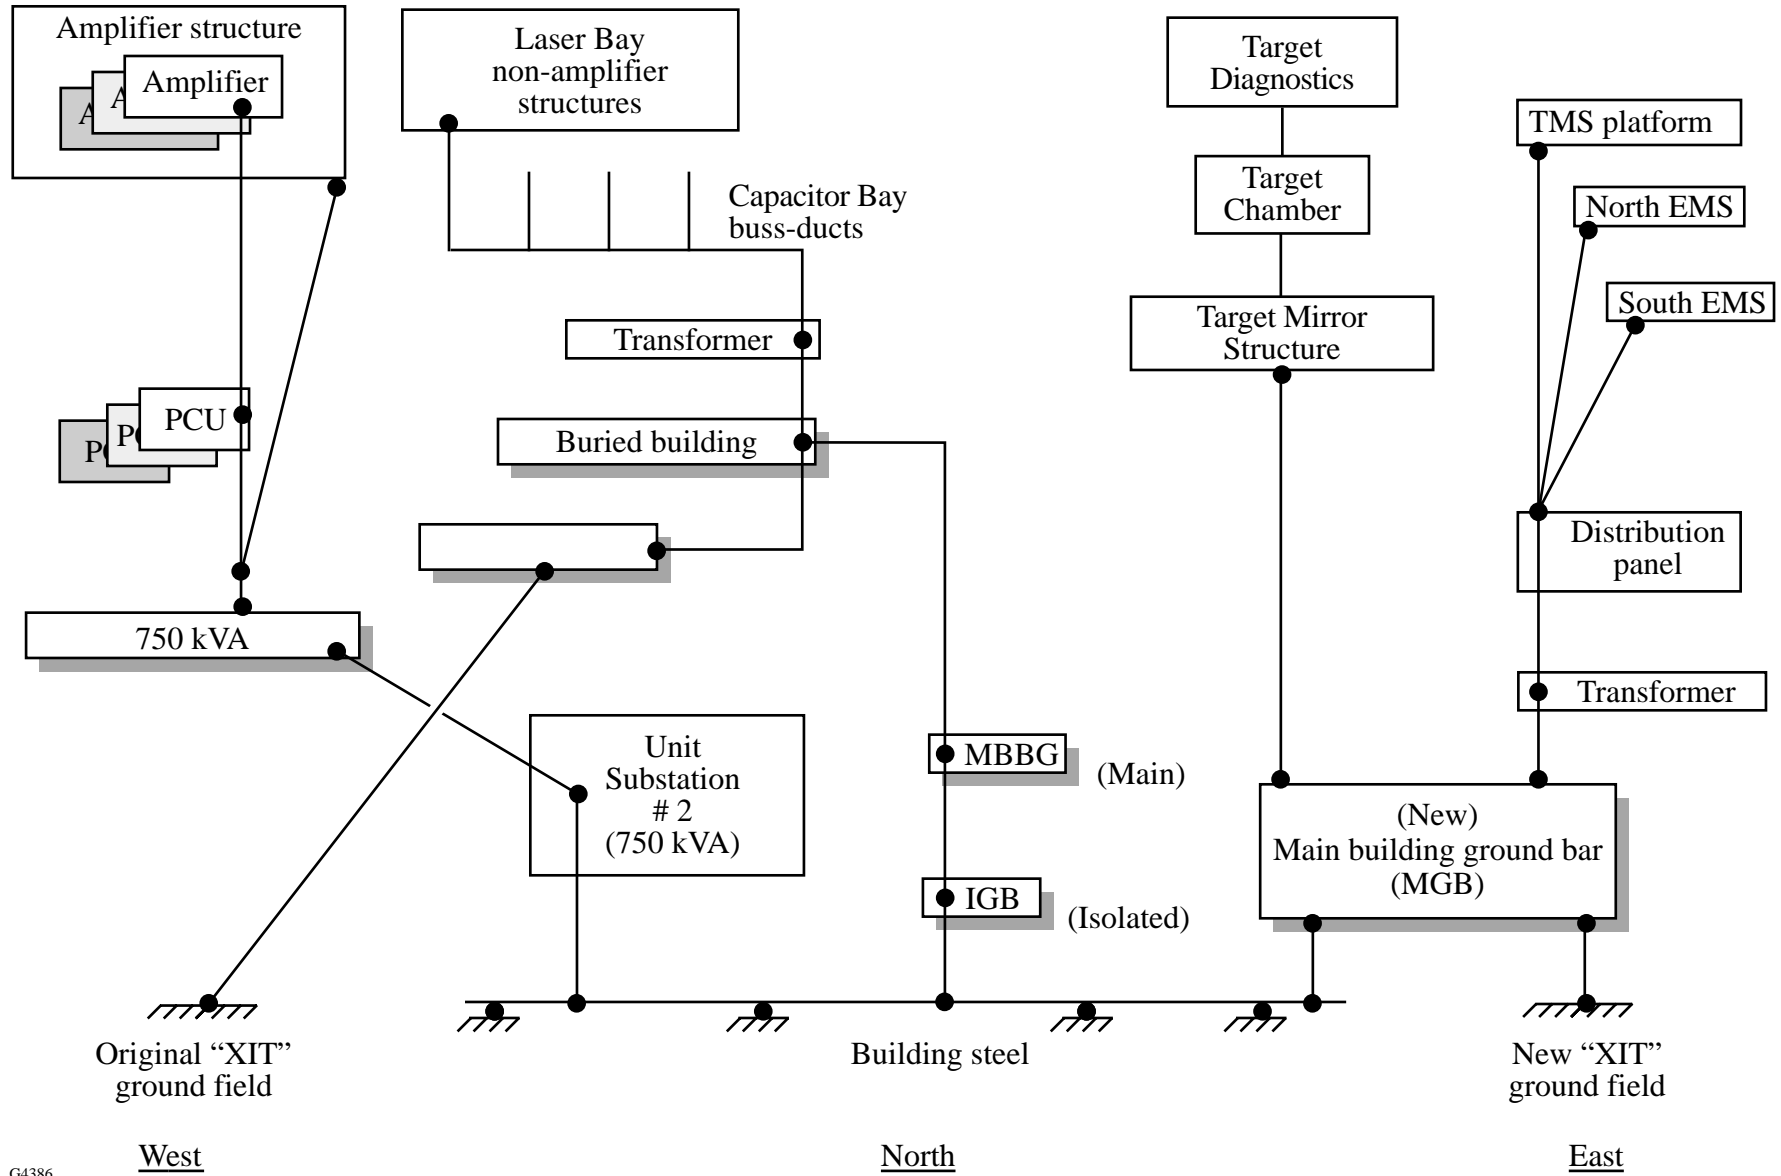 Amplifier structure
Amplifier
A
A
Laser Bay
non-amplifier
structures
Capacitor Bay
buss-ducts
Transformer
PCU
P
P
Buried building
750 kVA
Unit
Substation
# 2
(750 kVA)
MBBG
(Main)
IGB
(Isolated)
Target
Diagnostics
Target
Chamber
Target Mirror
Structure
TMS platform
North EMS
South EMS
Distribution
panel
Transformer
(New)
Main building ground bar
(MGB)
Original “XIT”
ground field
Building steel
New “XIT”
ground field
West
North
East
G4386